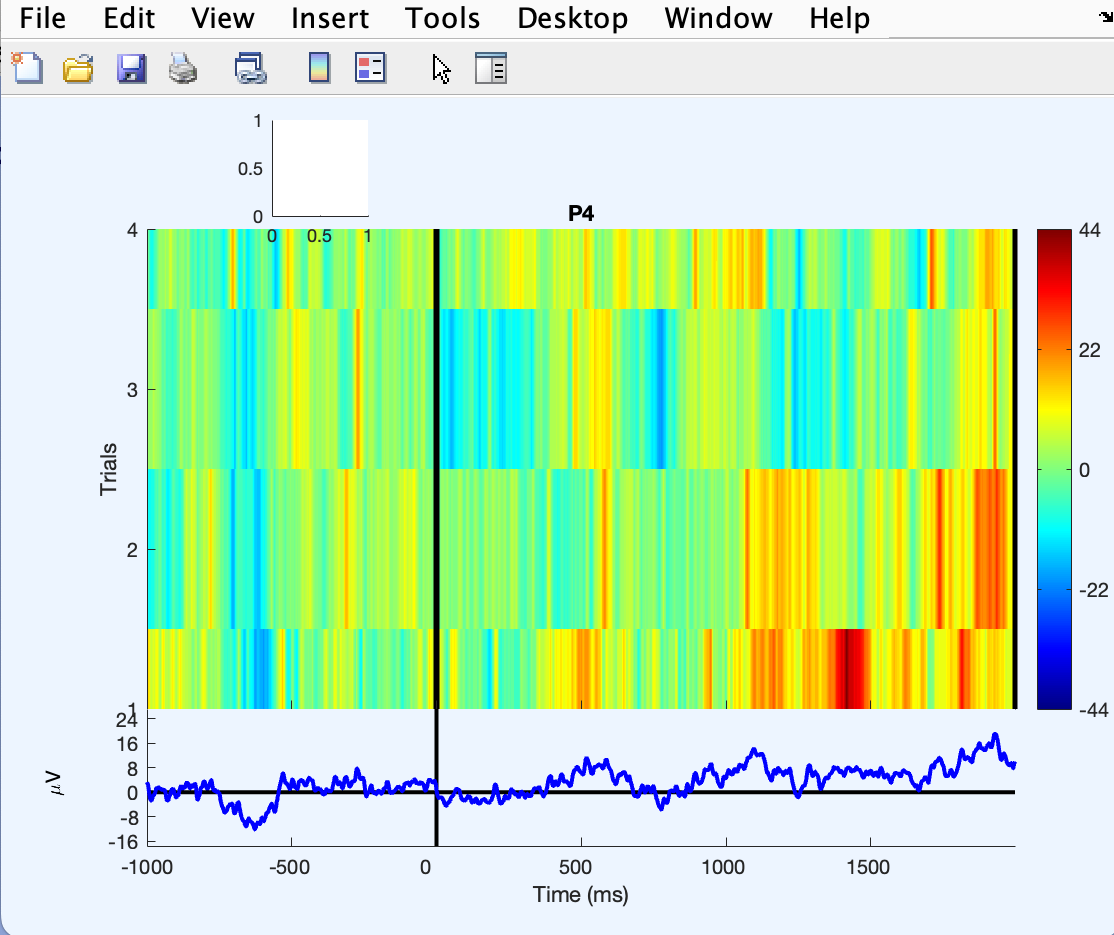 File Edit View Insert Tools Desktop Window Help
1
0.5
0
0 0.5 1
P4
4
3
2
1
Trials
44
22
0
-22
-44
24
16
8
0
-8
-16
μV
-1000 -500 0 500 1000 1500
Time (ms)